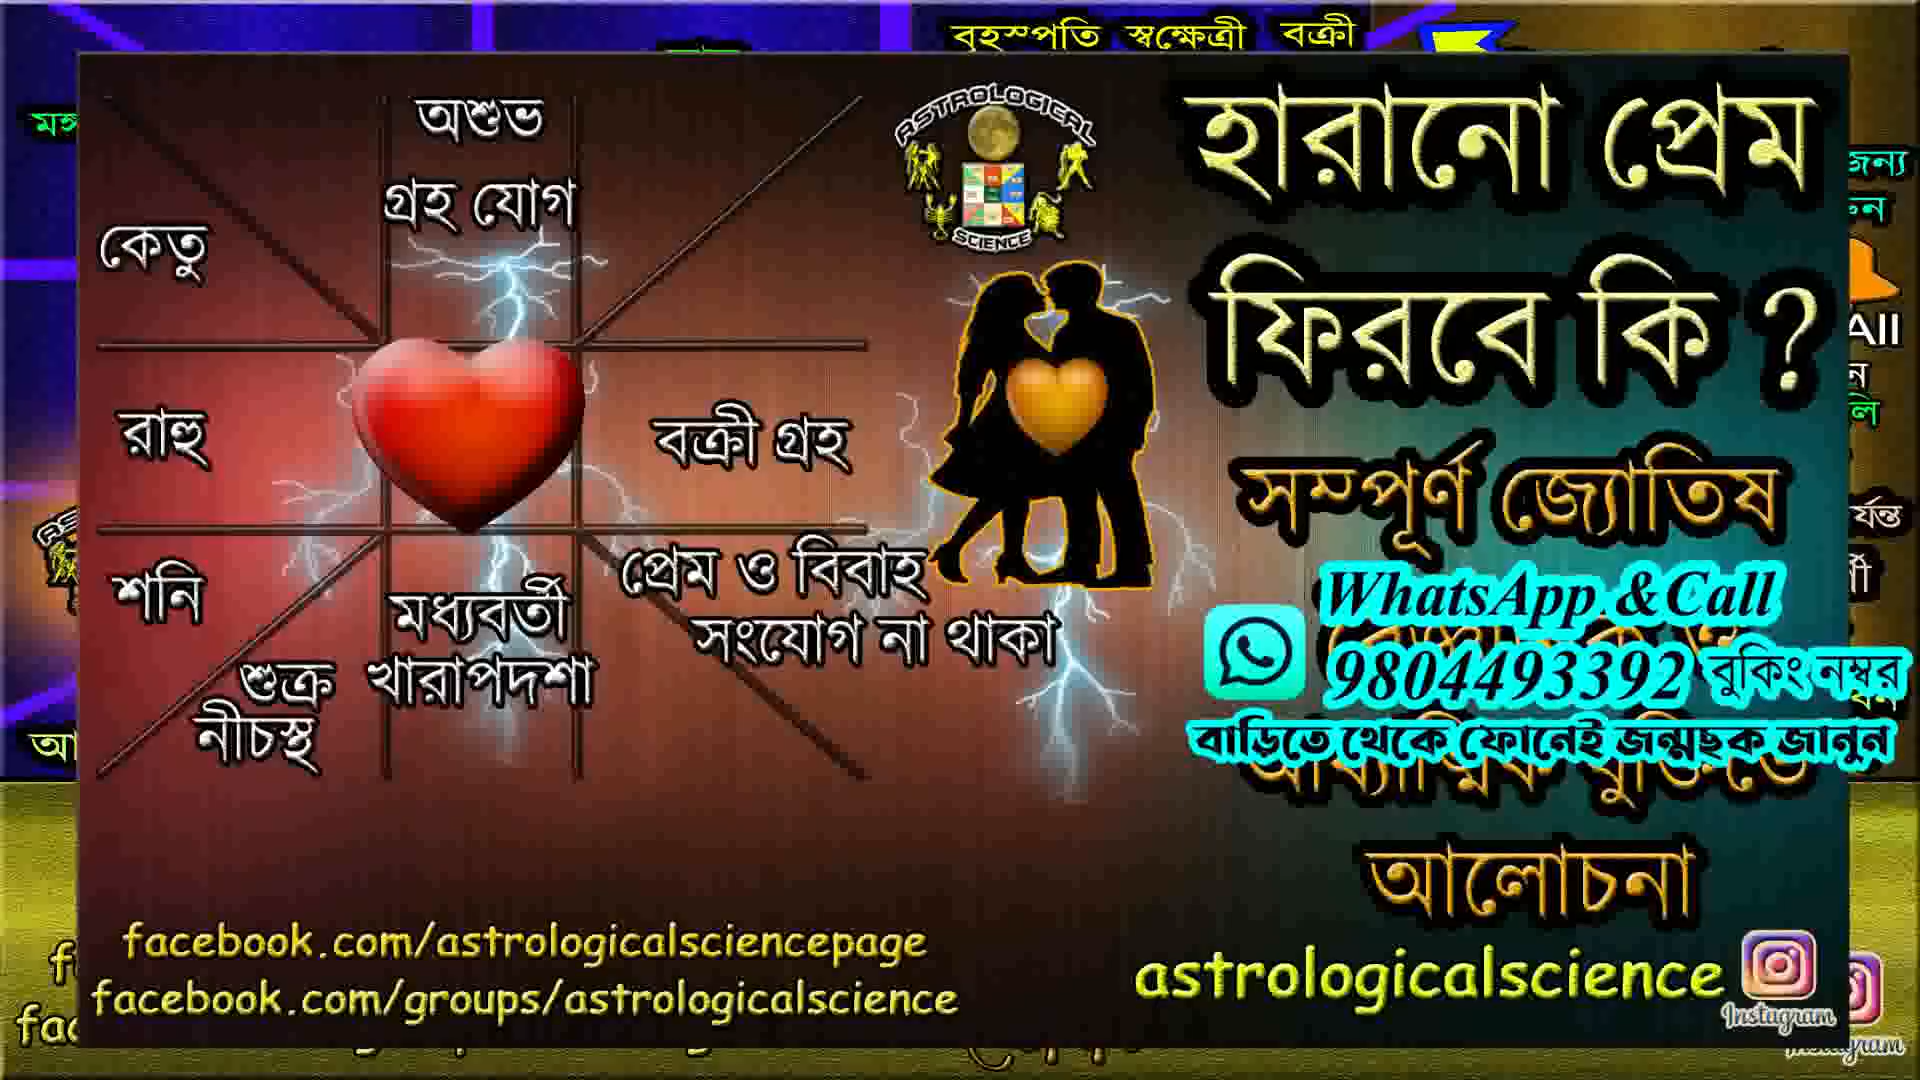 বৃহস্পতি স্বক্ষেত্রী বক্রী
অশুভ
গ্রহ যোগ
কেতু
রাহু
বক্রী গ্রহ
শনি
মধ্যবর্তী
খারাপদশা
শুক্র
নীচস্থ
প্রেম ও বিবাহ
সংযোগ না থাকা
ASTROLOGICAL
SCIENCE
হারানো প্রেম
ফিরবে কি ?
সম্পূর্ণ জ্যোতিষ
WhatsApp & Call
9804493392 বুকিং নম্বর
বাড়িতে থেকে ফোনেই জন্মছক জানুন
আলোচনা
facebook.com/astrologicalsciencepage
facebook.com/groups/astrologicalscience
astrologicalscience
Instagram